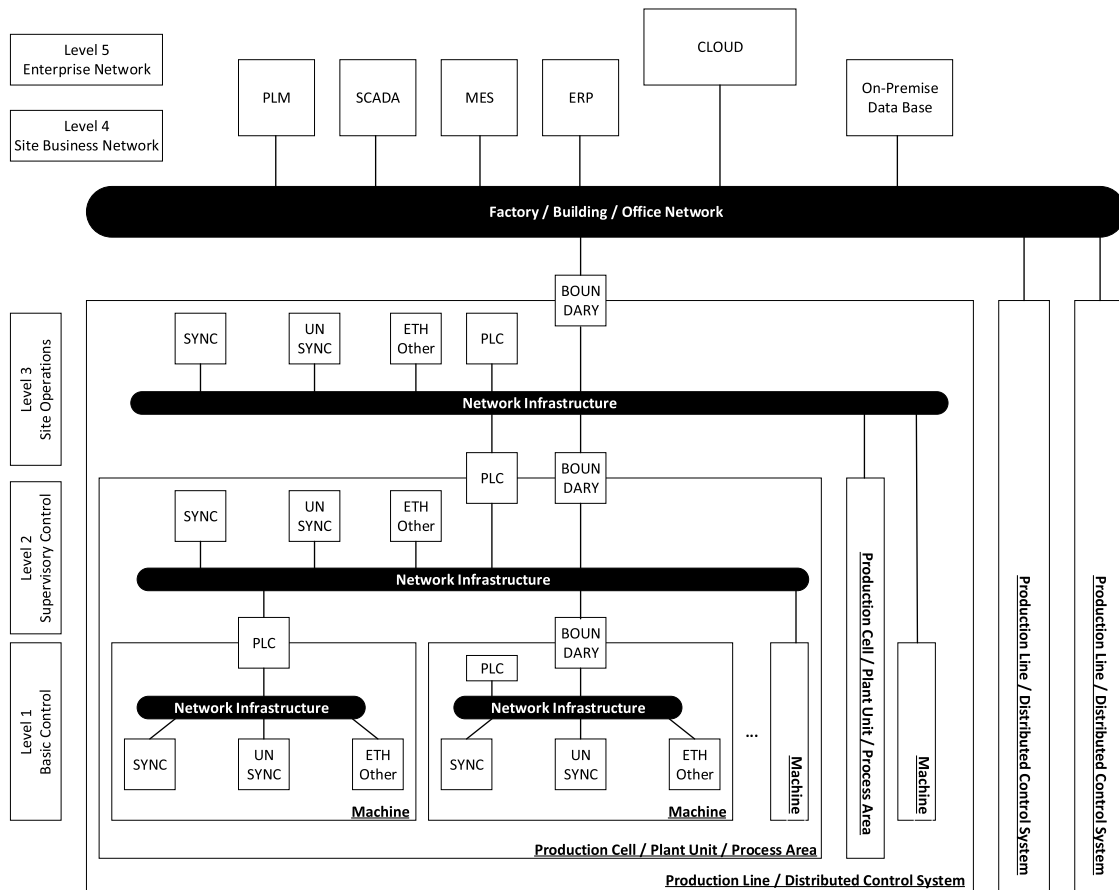 Level 5
Enterprise Network
Level 4
Site Business Network
PLM
SCADA
MES
ERP
CLOUD
On-Premise
Data Base
Factory / Building / Office Network
BOUN
DARY
Level 3
Site Operations
SYNC
UN
SYNC
ETH
Other
PLC
Network Infrastructure
PLC
BOUN
DARY
Level 2
Supervisory Control
SYNC
UN
SYNC
ETH
Other
Network Infrastructure
PLC
BOUN
DARY
Level 1
Basic Control
Network Infrastructure
SYNC
UN
SYNC
ETH
Other
Machine
PLC
Network Infrastructure
SYNC
UN
SYNC
ETH
Other
Machine
...
Machine
Production Cell / Plant Unit / Process Area
Production Cell / Plant Unit / Process Area
Machine
Production Line / Distributed Control System
Production Line / Distributed Control System
Production Line / Distributed Control System